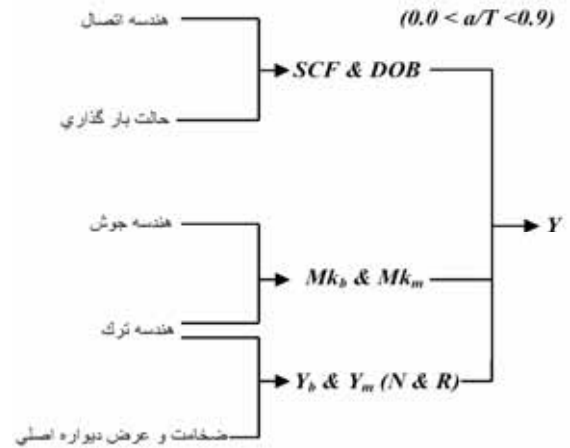 هندسه اتصال
(0.0 < a/T <0.9)
SCF & DOB
حالت بار گذاري
هندسه جوش
Y
Mk_b & Mk_m
هندسه ترك
Y_b & Y_m (N & R)
ضخامت و عرض ديواره اصلي